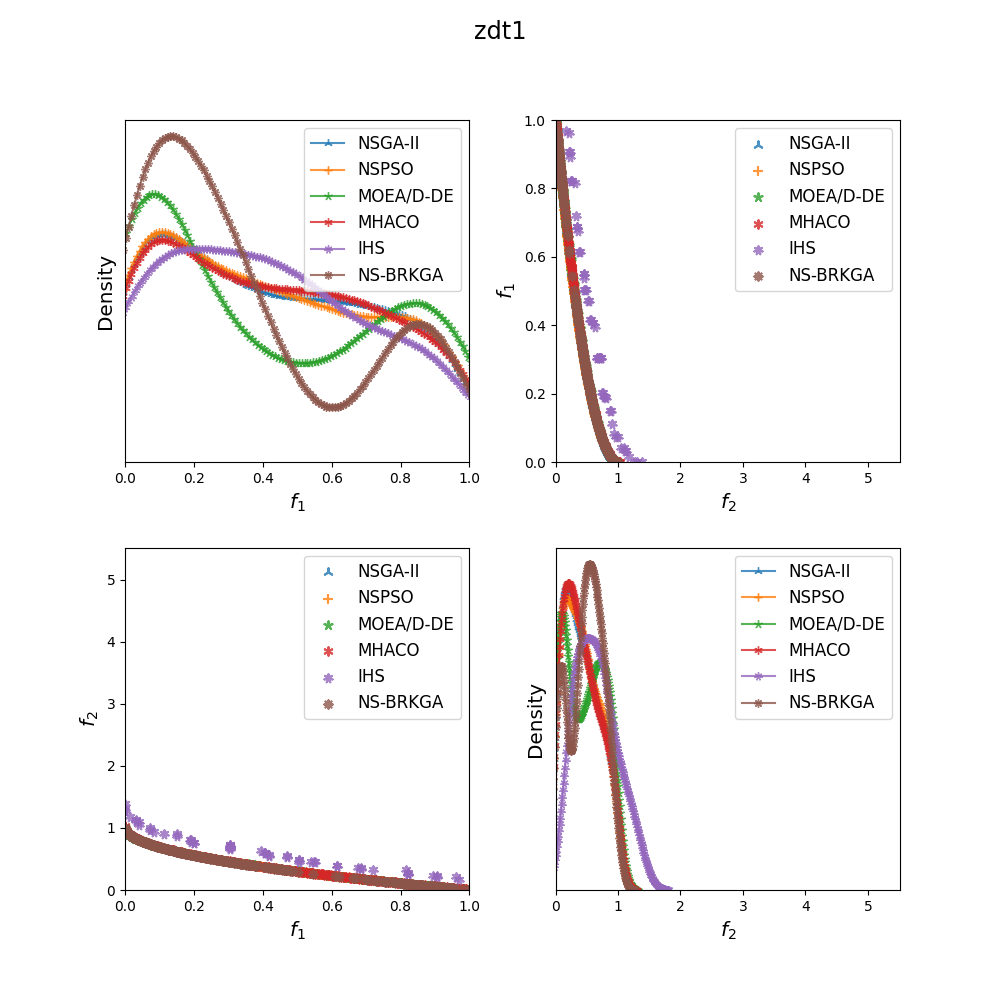 zdt1
Density
NSGA-II
NSPSO
MOEA/D-DE
MHACO
IHS
NS-BRKGA
0.0 0.2 0.4 0.6 0.8 1.0
f1
f1
1.0
0.8
0.6
0.4
0.2
0.0
NSGA-II
NSPSO
MOEA/D-DE
MHACO
IHS
NS-BRKGA
0 1 2 3 4 5
f2
f2
5
4
3
2
1
0
NSGA-II
NSPSO
MOEA/D-DE
MHACO
IHS
NS-BRKGA
0.0 0.2 0.4 0.6 0.8 1.0
f1
Density
NSGA-II
NSPSO
MOEA/D-DE
MHACO
IHS
NS-BRKGA
0 1 2 3 4 5
f2